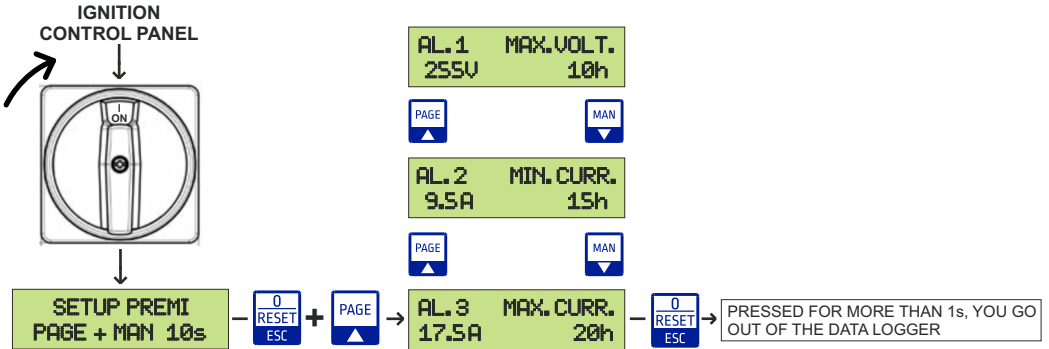 IGNITION
CONTROL PANEL
I
ON
AL.1 MAX.VOLT.
255V 10h
PAGE
MAN
AL.2 MIN.CURR.
9.5A 15h
PAGE
MAN
SETUP PREMI
PAGE + MAN 10s
– 0 RESET ESC + PAGE →
AL.3 MAX.CURR.
17.5A 20h
– 0 RESET ESC →
PRESSED FOR MORE THAN 1s, YOU GO
OUT OF THE DATA LOGGER